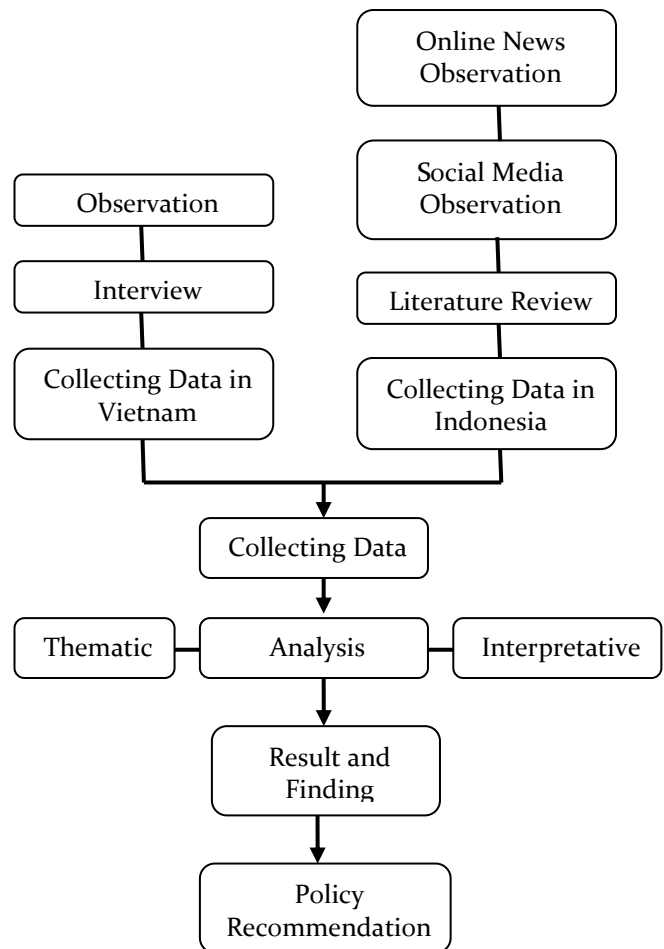 Online News
Observation
Social Media
Observation
Observation
Interview
Literature Review
Collecting Data in
Vietnam
Collecting Data in
Indonesia
Collecting Data
Thematic
Analysis
Interpretative
Result and
Finding
Policy
Recommendation